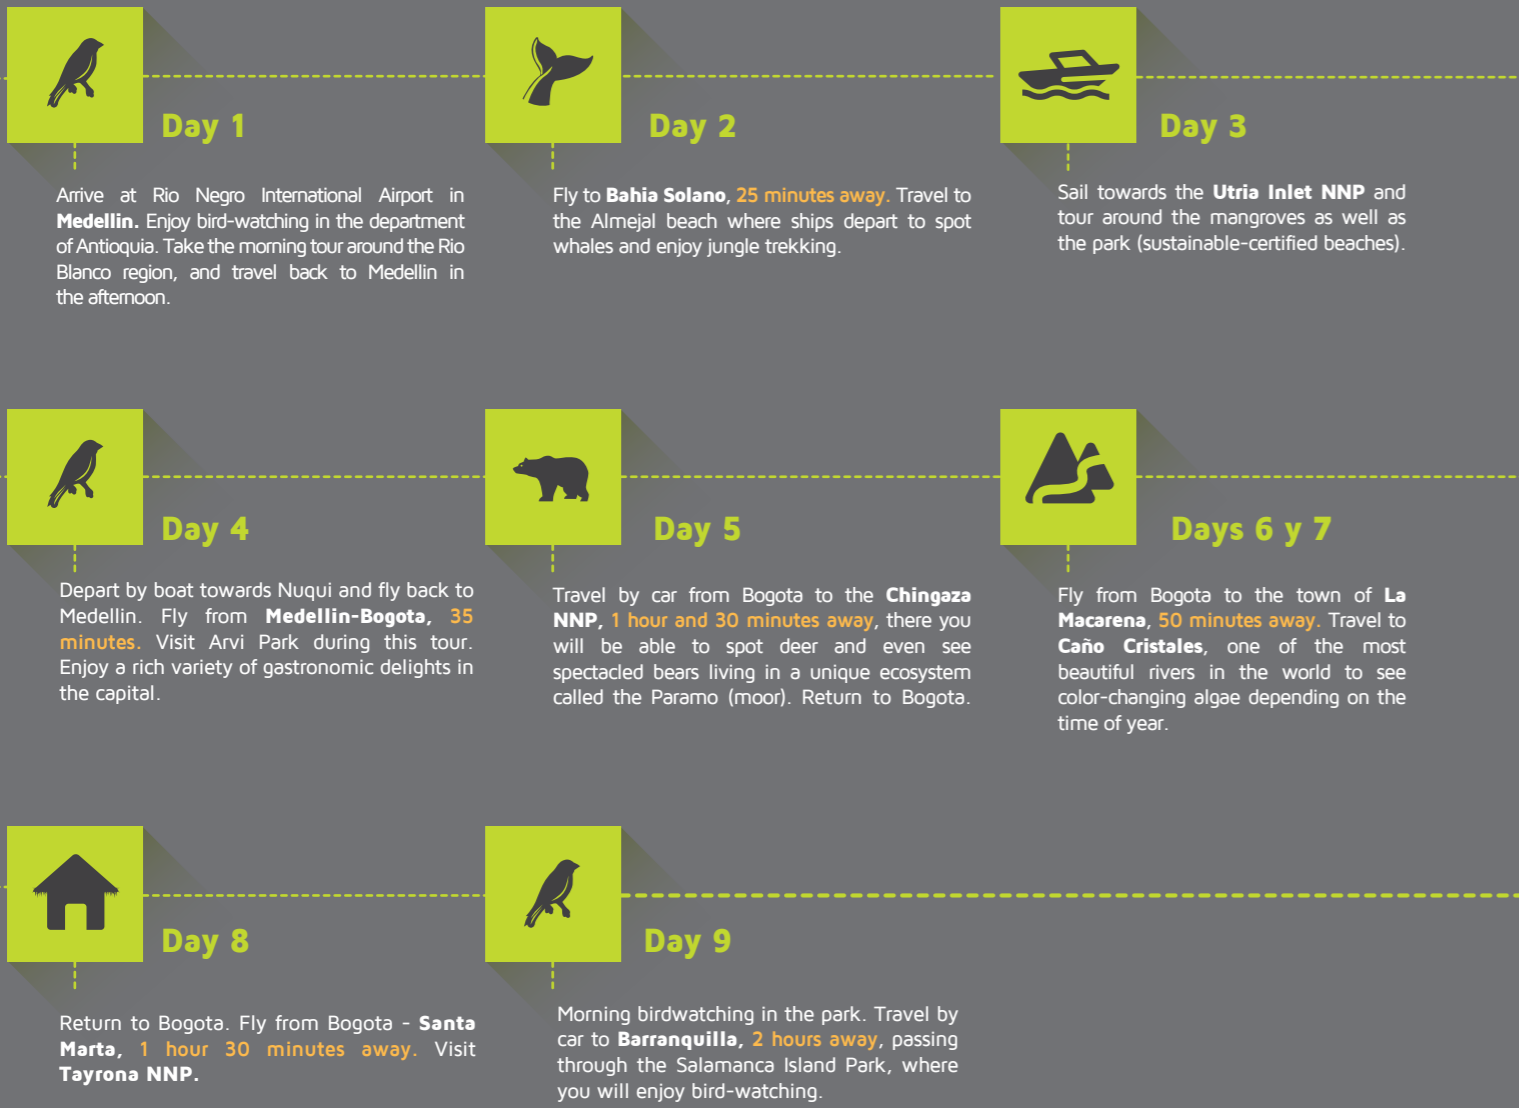 Day 1
Arrive at Rio Negro International Airport in
Medellin. Enjoy bird-watching in the department
of Antioquia. Take the morning tour around the Rio
Blanco region, and travel back to Medellin in
the afternoon.
Day 2
Fly to Bahia Solano, 25 minutes away. Travel to
the Almejal beach where ships depart to spot
whales and enjoy jungle trekking.
Day 3
Sail towards the Utria Inlet NNP and
tour around the mangroves as well as
the park (sustainable-certified beaches).
Day 4
Depart by boat towards Nuqui and fly back to
Medellin. Fly from Medellin-Bogota, 35
minutes. Visit Arvi Park during this tour.
Enjoy a rich variety of gastronomic delights in
the capital.
Day 5
Travel by car from Bogota to the Chingaza
NNP, 1 hour and 30 minutes away, there you
will be able to spot deer and even see
spectacled bears living in a unique ecosystem
called the Paramo (moor). Return to Bogota.
Days 6 y 7
Fly from Bogota to the town of La
Macarena, 50 minutes away. Travel to
Caño Cristales, one of the most
beautiful rivers in the world to see
color-changing algae depending on the
time of year.
Day 8
Return to Bogota. Fly from Bogota - Santa
Marta, 1 hour 30 minutes away. Visit
Tayrona NNP.
Day 9
Morning birdwatching in the park. Travel by
car to Barranquilla, 2 hours away, passing
through the Salamanca Island Park, where
you will enjoy bird-watching.